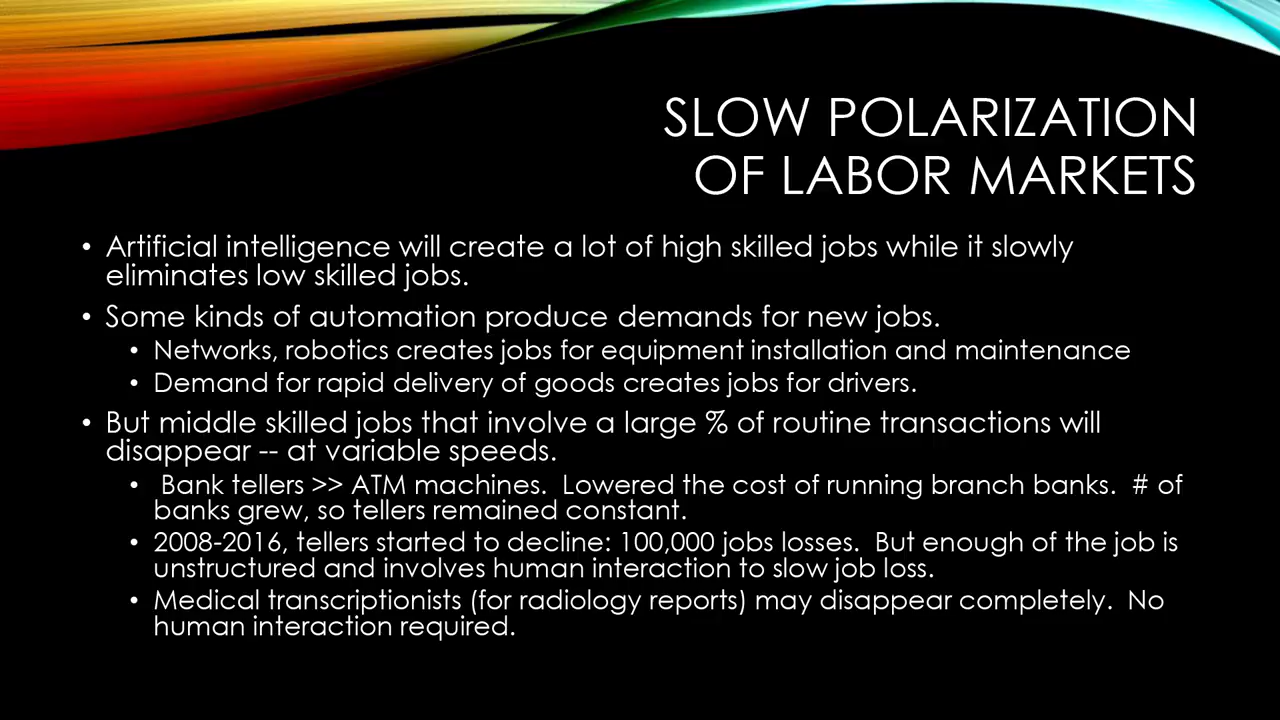 SLOW POLARIZATION
OF LABOR MARKETS
• Artificial intelligence will create a lot of high skilled jobs while it slowly
eliminates low skilled jobs.
• Some kinds of automation produce demands for new jobs.
• Networks, robotics creates jobs for equipment installation and maintenance
• Demand for rapid delivery of goods creates jobs for drivers.
• But middle skilled jobs that involve a large % of routine transactions will
disappear -- at variable speeds.
• Bank tellers >> ATM machines. Lowered the cost of running branch banks. # of
banks grew, so tellers remained constant.
• 2008-2016, tellers started to decline: 100,000 jobs losses. But enough of the job is
unstructured and involves human interaction to slow job loss.
• Medical transcriptionists (for radiology reports) may disappear completely. No
human interaction required.